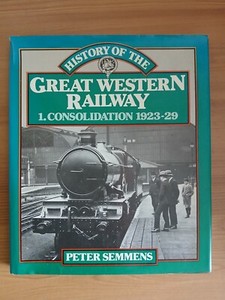 HISTORY OF THE
GREAT WESTERN
RAILWAY
1. CONSOLIDATION 1923-29
PETER SEMMENS